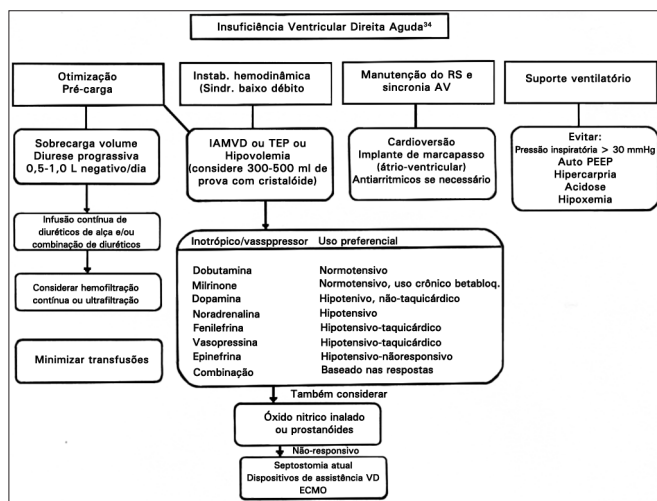 Insuficiência Ventricular Direita Aguda³⁴
Otimização
Pré-carga
Instab. hemodinâmica
(Sindr. baixo débito
Manutenção do RS e
sincronia AV
Suporte ventilatório
Sobrecarga volume
Diurese prograssiva
0,5-1,0 L negativo/dia
IAMVD ou TEP ou
Hipovolemia
(considere 300-500 ml de
prova com cristalóide)
Cardioversão
Implante de marcapasso
(átrio-ventricular)
Antiarritmicos se necessário
Evitar:
Pressão inspiratória > 30 mmHg
Auto PEEP
Hipercarpria
Acidose
Hipoxemia
Infusão contínua de
diuréticos de alça e/ou
combinação de diuréticos
Considerar hemofiltração
contínua ou ultrafiltração
Minimizar transfusões
Inotrópico/vassppressor Uso preferencial
Dobutamina Normotensivo
Milrinone Normotensivo, uso crônico betabloq.
Dopamina Hipotenivo, não-taquicárdico
Noradrenalina Hipotensivo
Fenilefrina Hipotensivo-taquicárdico
Vasopressina Hipotensivo-taquicárdico
Epinefrina Hipotensivo-nãoresponsivo
Combinação Baseado nas respostas
Também considerar
Óxido nitrico inalado
ou prostanóides
Não-responsivo
Septostomia atual
Dispositivos de assistência VD
ECMO